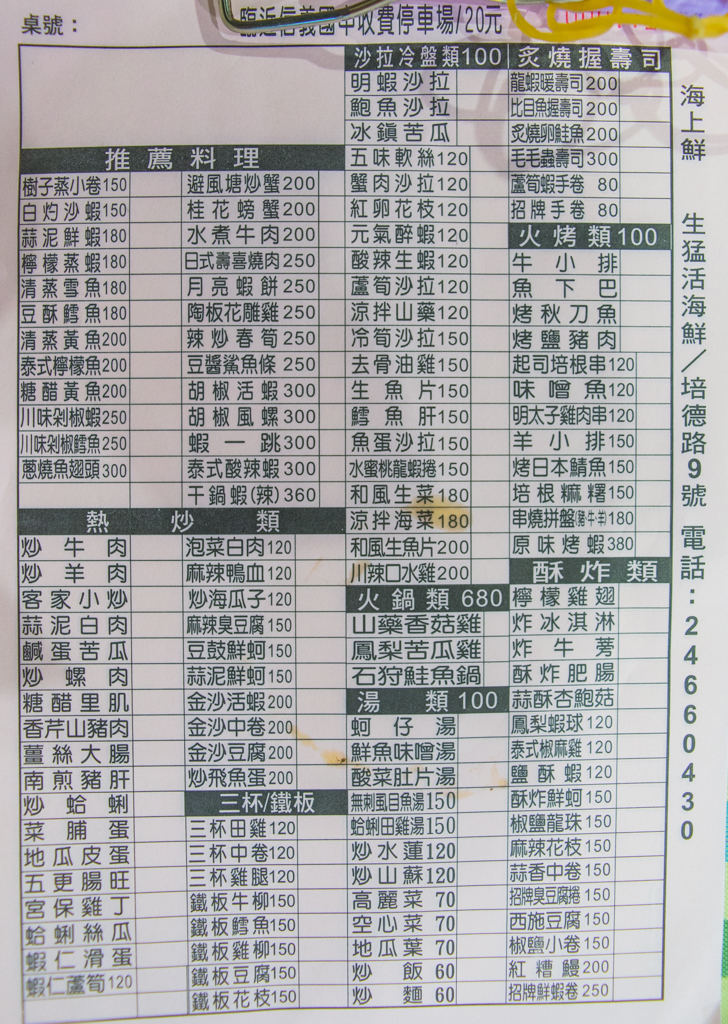 桌號：
臨近信義國中收費停車場/20元
推薦料理
樹子蒸小卷150
白灼沙蝦150
蒜泥鮮蝦180
檸檬蒸蝦180
清蒸雪魚180
豆酥鱈魚180
清蒸黃魚200
泰式檸檬魚200
糖醋黃魚200
川味剁椒蝦250
川味剁椒鱈魚250
蔥燒魚翅頭300
避風塘炒蟹200
桂花螃蟹200
水煮牛肉200
日式壽喜燒肉250
月亮蝦餅250
陶板花雕雞250
辣炒春筍250
豆醬鯊魚條250
胡椒活蝦300
胡椒風螺300
蝦一跳300
泰式酸辣蝦300
干鍋蝦(辣)360
熱炒類
炒牛肉
炒羊肉
客家小炒
蒜泥白肉
鹹蛋苦瓜
炒螺肉
糖醋里肌
香芹山豬肉
薑絲大腸
南煎豬肝
炒蛤蜊
菜脯蛋
地瓜皮蛋
五更腸旺
宮保雞丁
蛤蜊絲瓜
蝦仁滑蛋
蝦仁蘆筍120
泡菜白肉120
麻辣鴨血120
炒海瓜子120
麻辣臭豆腐150
豆鼓鮮蚵150
蒜泥鮮蚵150
金沙活蝦200
金沙中卷200
金沙豆腐200
炒飛魚蛋200
三杯/鐵板
三杯田雞120
三杯中卷120
三杯雞腿120
鐵板牛柳150
鐵板鱈魚150
鐵板雞柳150
鐵板豆腐150
鐵板花枝150
沙拉冷盤類100
明蝦沙拉
鮑魚沙拉
冰鎮苦瓜
五味軟絲120
蟹肉沙拉120
紅卵花枝120
元氣醉蝦120
酸辣生蝦120
蘆筍沙拉120
涼拌山藥120
冷筍沙拉150
去骨油雞150
生魚片150
鱈魚肝150
魚蛋沙拉150
水蜜桃龍蝦捲150
和風生菜180
涼拌海菜180
和風生魚片200
川辣口水雞200
火鍋類680
山藥香菇雞
鳳梨苦瓜雞
石狩鮭魚鍋
湯類100
蚵仔湯
鮮魚味噌湯
酸菜肚片湯
無刺虱目魚湯150
蛤蜊田雞湯150
炒水蓮120
炒山蘇120
高麗菜70
空心菜70
地瓜葉70
炒飯60
炒麵60
炙燒握壽司
龍蝦暖壽司200
比目魚握壽司200
炙燒卵鮭魚200
毛毛蟲壽司300
蘆筍蝦手卷80
招牌手卷80
火烤類100
牛小排
魚下巴
烤秋刀魚
烤鹽豬肉
起司培根串120
味噌魚120
明太子雞肉串120
羊小排150
烤日本鯖魚150
培根麻糬150
串燒拼盤(豬.牛.羊)180
原味烤蝦380
酥炸類
檸檬雞翅
炸冰淇淋
炸牛蒡
酥炸肥腸
蒜酥杏鮑菇
鳳梨蝦球120
泰式椒麻雞120
鹽酥蝦120
酥炸鮮蚵150
椒鹽龍珠150
麻辣花枝150
蒜香中卷150
招牌臭豆腐捲150
西施豆腐150
椒鹽小卷150
紅糟鰻200
招牌鮮蝦卷250
海上鮮 生猛活海鮮/培德路9號 電話：24660430